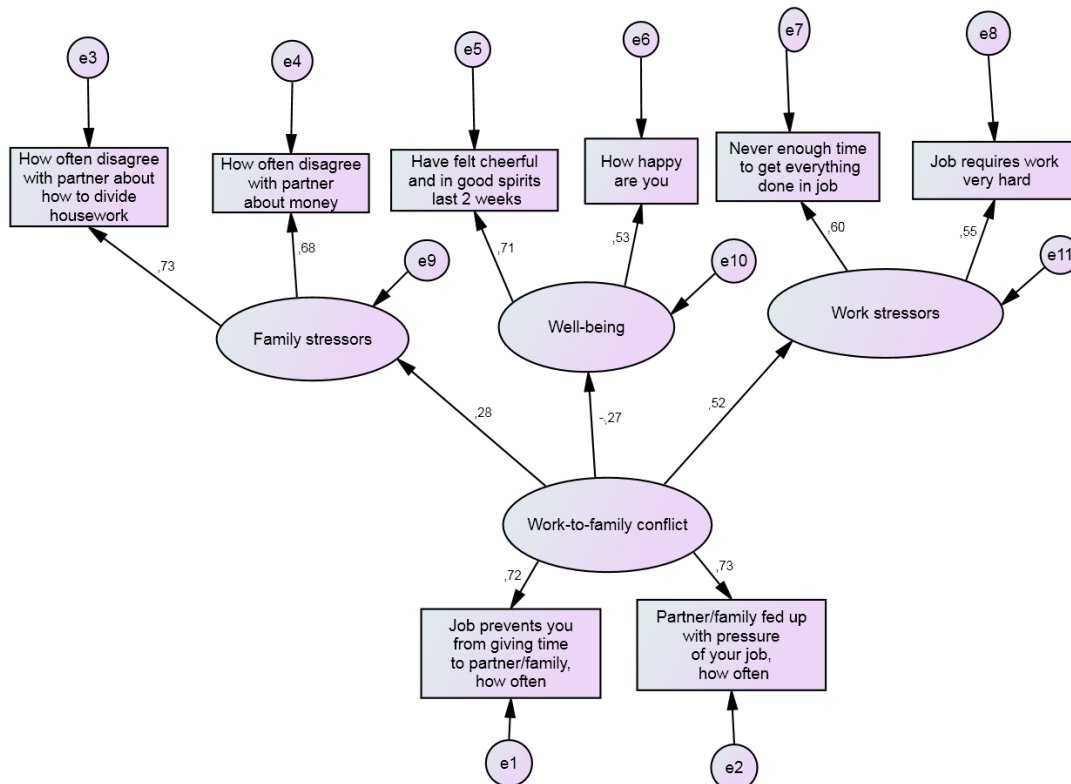 e3
e4
e5
e6
e7
e8
How often disagree
with partner about
how to divide
housework
How often disagree
with partner
about money
Have felt cheerful
and in good spirits
last 2 weeks
How happy
are you
Never enough time
to get everything
done in job
Job requires work
very hard
,73
,68
,71
,53
,60
,55
e9
e10
e11
Family stressors
Well-being
Work stressors
,28
-,27
,52
Work-to-family conflict
,72
,73
Job prevents you
from giving time
to partner/family,
how often
Partner/family fed up
with pressure
of your job,
how often
e1
e2